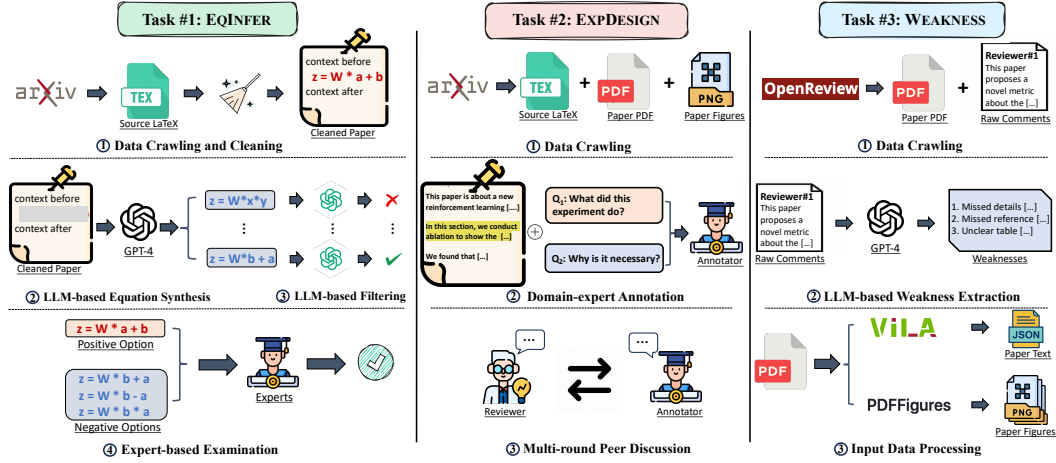 Task #1: EQINFER
arXiv
TEX
Source LaTeX
context before
z = W * a + b
context after
Cleaned Paper
① Data Crawling and Cleaning
context before
context after
Cleaned Paper
GPT-4
z = W*x*y
⋮
z = W*b + a
② LLM-based Equation Synthesis
③ LLM-based Filtering
z = W * a + b
Positive Option
z = W * b + a
z = W * b - a
z = W * b * a
Negative Options
Experts
④ Expert-based Examination
Task #2: EXPDESIGN
arXiv
TEX
Source LaTeX
+
PDF
Paper PDF
+
PNG
Paper Figures
① Data Crawling
This paper is about a new
reinforcement learning [....]
In this section, we conduct
ablation to show the [...]
We found that [...]
Q1: What did this
experiment do?
Q2: Why is it necessary?
Annotator
② Domain-expert Annotation
...
Reviewer
...
Annotator
③ Multi-round Peer Discussion
Task #3: WEAKNESS
OpenReview
PDF
Paper PDF
+
Reviewer#1
This paper
proposes a
novel metric
about the [...]
Raw Comments
① Data Crawling
Reviewer#1
This paper
proposes a
novel metric
about the [...]
Raw Comments
GPT-4
1. Missed details [...]
2. Missed reference [...]
3. Unclear table [...]
Weaknesses
② LLM-based Weakness Extraction
PDF
VILA
JSON
Paper Text
PDFFigures
PNG
Paper Figures
③ Input Data Processing